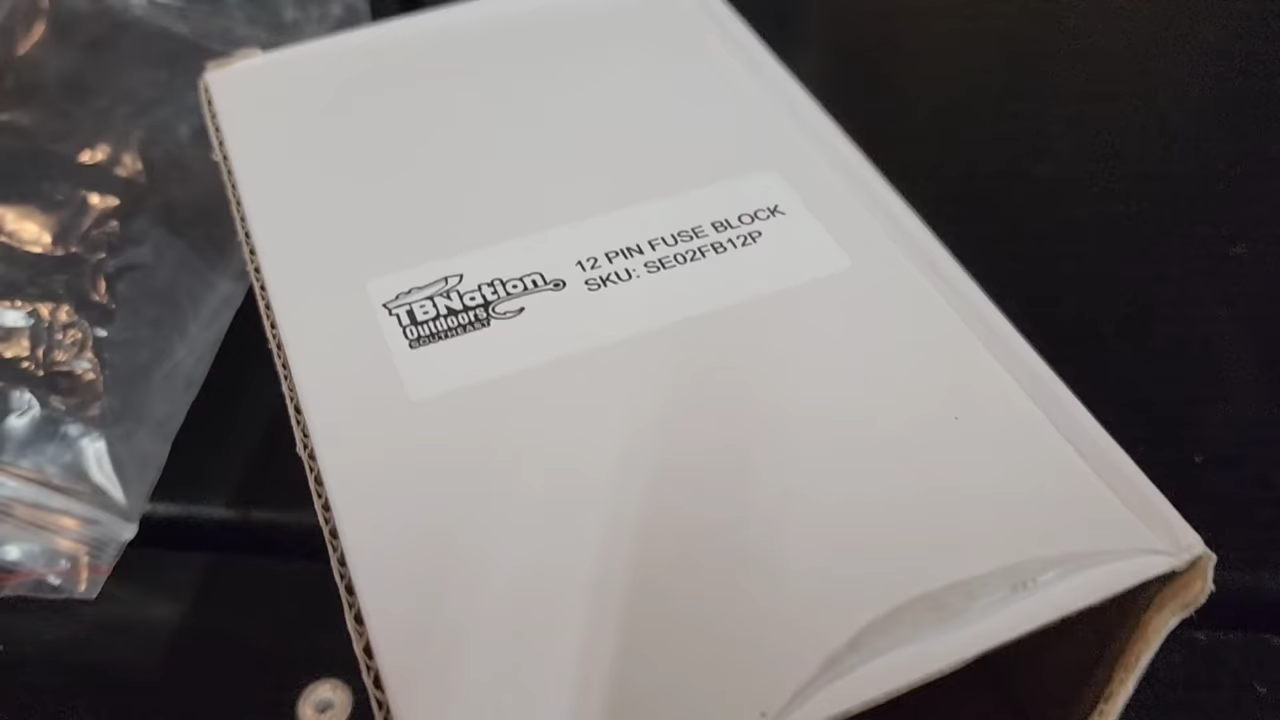 TBNation
Outdoors
SOUTHEAST
12 PIN FUSE BLOCK
SKU: SE02FB12P